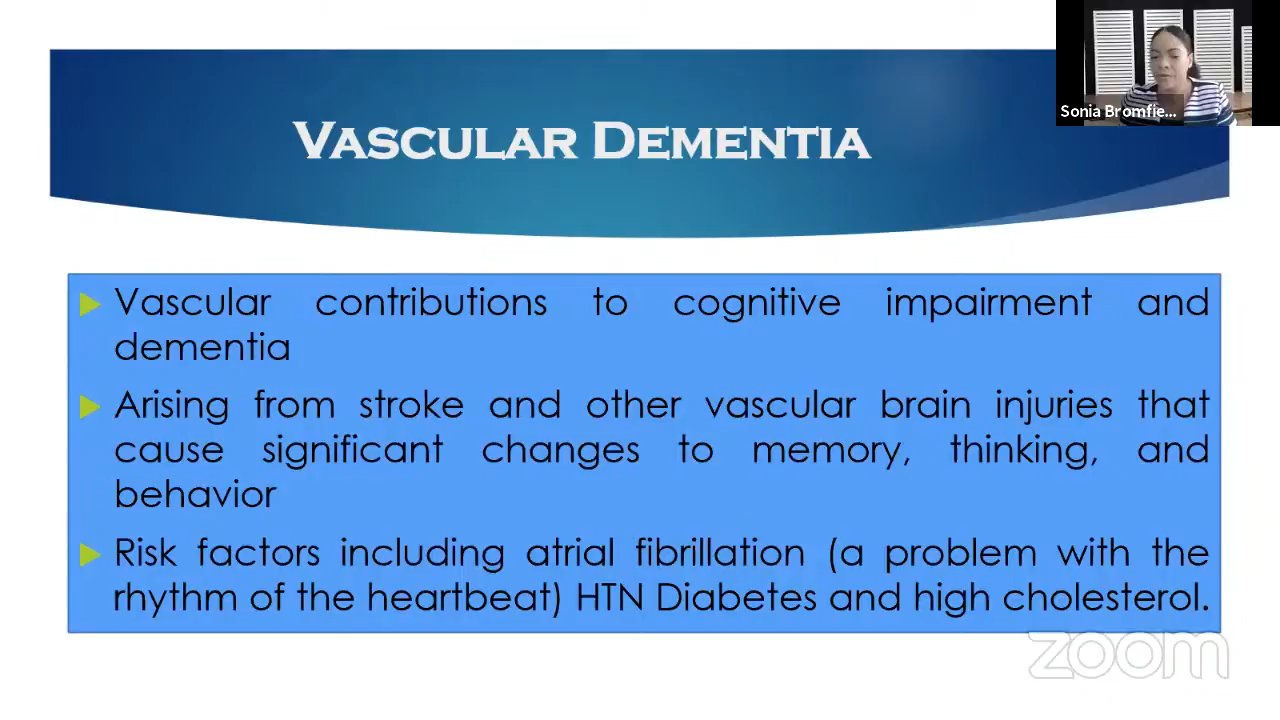 Sonia Bromfie...
VASCULAR DEMENTIA
Vascular contributions to cognitive impairment and
dementia
Arising from stroke and other vascular brain injuries that
cause significant changes to memory, thinking, and
behavior
Risk factors including atrial fibrillation (a problem with the
rhythm of the heartbeat) HTN Diabetes and high cholesterol.
zoom